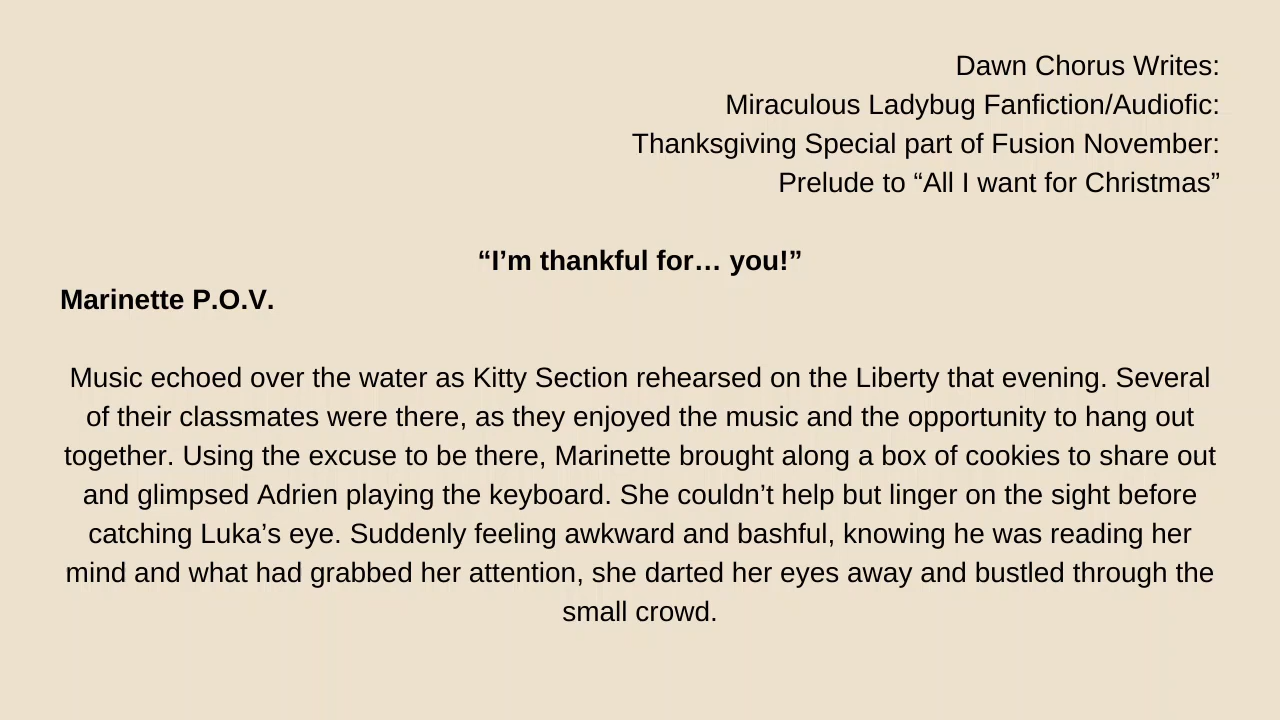 Dawn Chorus Writes:
Miraculous Ladybug Fanfiction/Audiofic:
Thanksgiving Special part of Fusion November:
Prelude to “All I want for Christmas”
“I’m thankful for… you!”
Marinette P.O.V.
Music echoed over the water as Kitty Section rehearsed on the Liberty that evening. Several
of their classmates were there, as they enjoyed the music and the opportunity to hang out
together. Using the excuse to be there, Marinette brought along a box of cookies to share out
and glimpsed Adrien playing the keyboard. She couldn’t help but linger on the sight before
catching Luka’s eye. Suddenly feeling awkward and bashful, knowing he was reading her
mind and what had grabbed her attention, she darted her eyes away and bustled through the
small crowd.